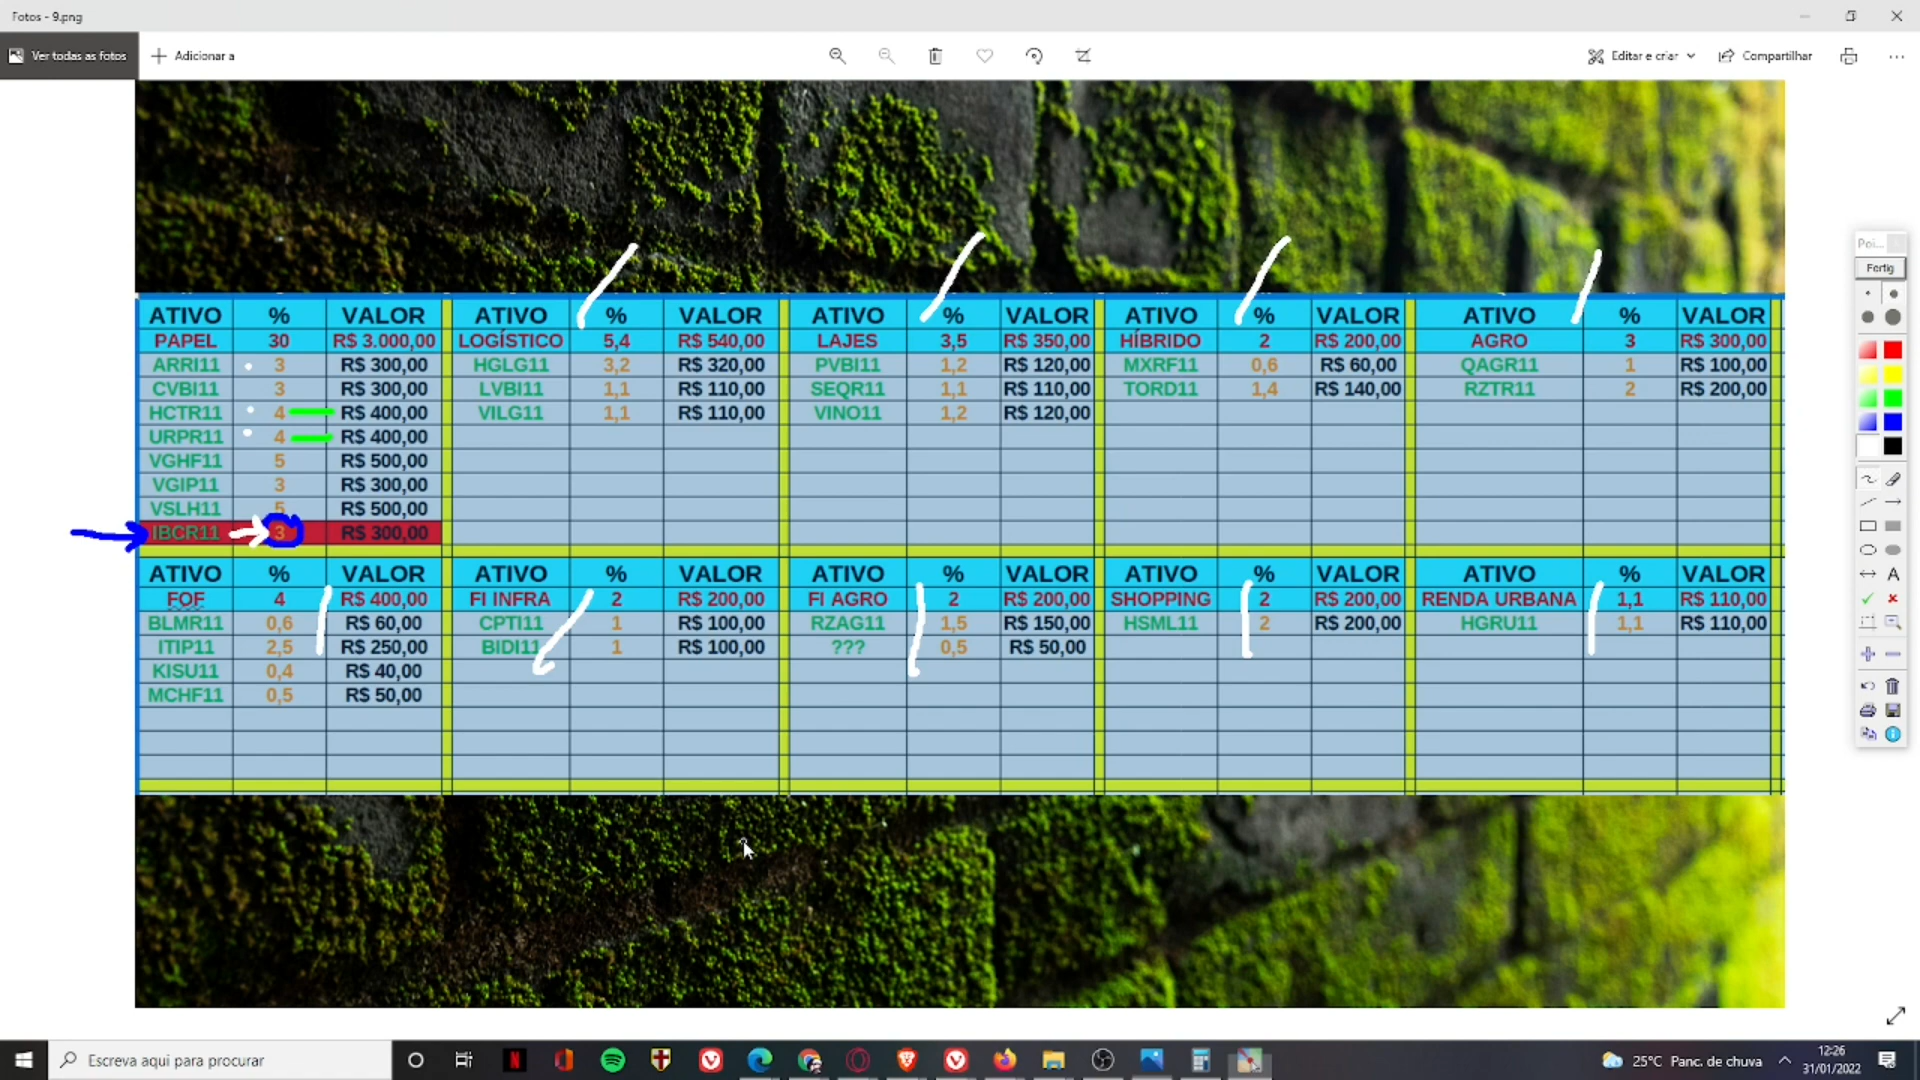 Fotos - 9.png
Ver todas as fotos
Adicionar a
Editar e criar
Compartilhar
ATIVO % VALOR ATIVO % VALOR ATIVO % VALOR ATIVO % VALOR ATIVO % VALOR
PAPEL 30 R$ 3.000,00 LOGÍSTICO 5,4 R$ 540,00 LAJES 3,5 R$ 350,00 HÍBRIDO 2 R$ 200,00 AGRO 3 R$ 300,00
ARRI11 3 R$ 300,00 HGLG11 3,2 R$ 320,00 PVBI11 1,2 R$ 120,00 MXRF11 0,6 R$ 60,00 QAGR11 1 R$ 100,00
CVBI11 3 R$ 300,00 LVBI11 1,1 R$ 110,00 SEQR11 1,1 R$ 110,00 TORD11 1,4 R$ 140,00 RZTR11 2 R$ 200,00
HCTR11 4 R$ 400,00 VILG11 1,1 R$ 110,00 VINO11 1,2 R$ 120,00
URPR11 4 R$ 400,00
VGHF11 5 R$ 500,00
VGIP11 3 R$ 300,00
VSLH11 5 R$ 500,00
IBCR11 3 R$ 300,00
ATIVO % VALOR ATIVO % VALOR ATIVO % VALOR ATIVO % VALOR ATIVO % VALOR
FOF 4 R$ 400,00 FI INFRA 2 R$ 200,00 FI AGRO 2 R$ 200,00 SHOPPING 2 R$ 200,00 RENDA URBANA 1,1 R$ 110,00
BLMR11 0,6 R$ 60,00 CPTI11 1 R$ 100,00 RZAG11 1,5 R$ 150,00 HSML11 2 R$ 200,00 HGRU11 1,1 R$ 110,00
ITIP11 2,5 R$ 250,00 BIDI11 1 R$ 100,00 ??? 0,5 R$ 50,00
KISU11 0,4 R$ 40,00
MCHF11 0,5 R$ 50,00
Poi...
Fertig
A
Escreva aqui para procurar
25°C Panc. de chuva
12:26
31/01/2022